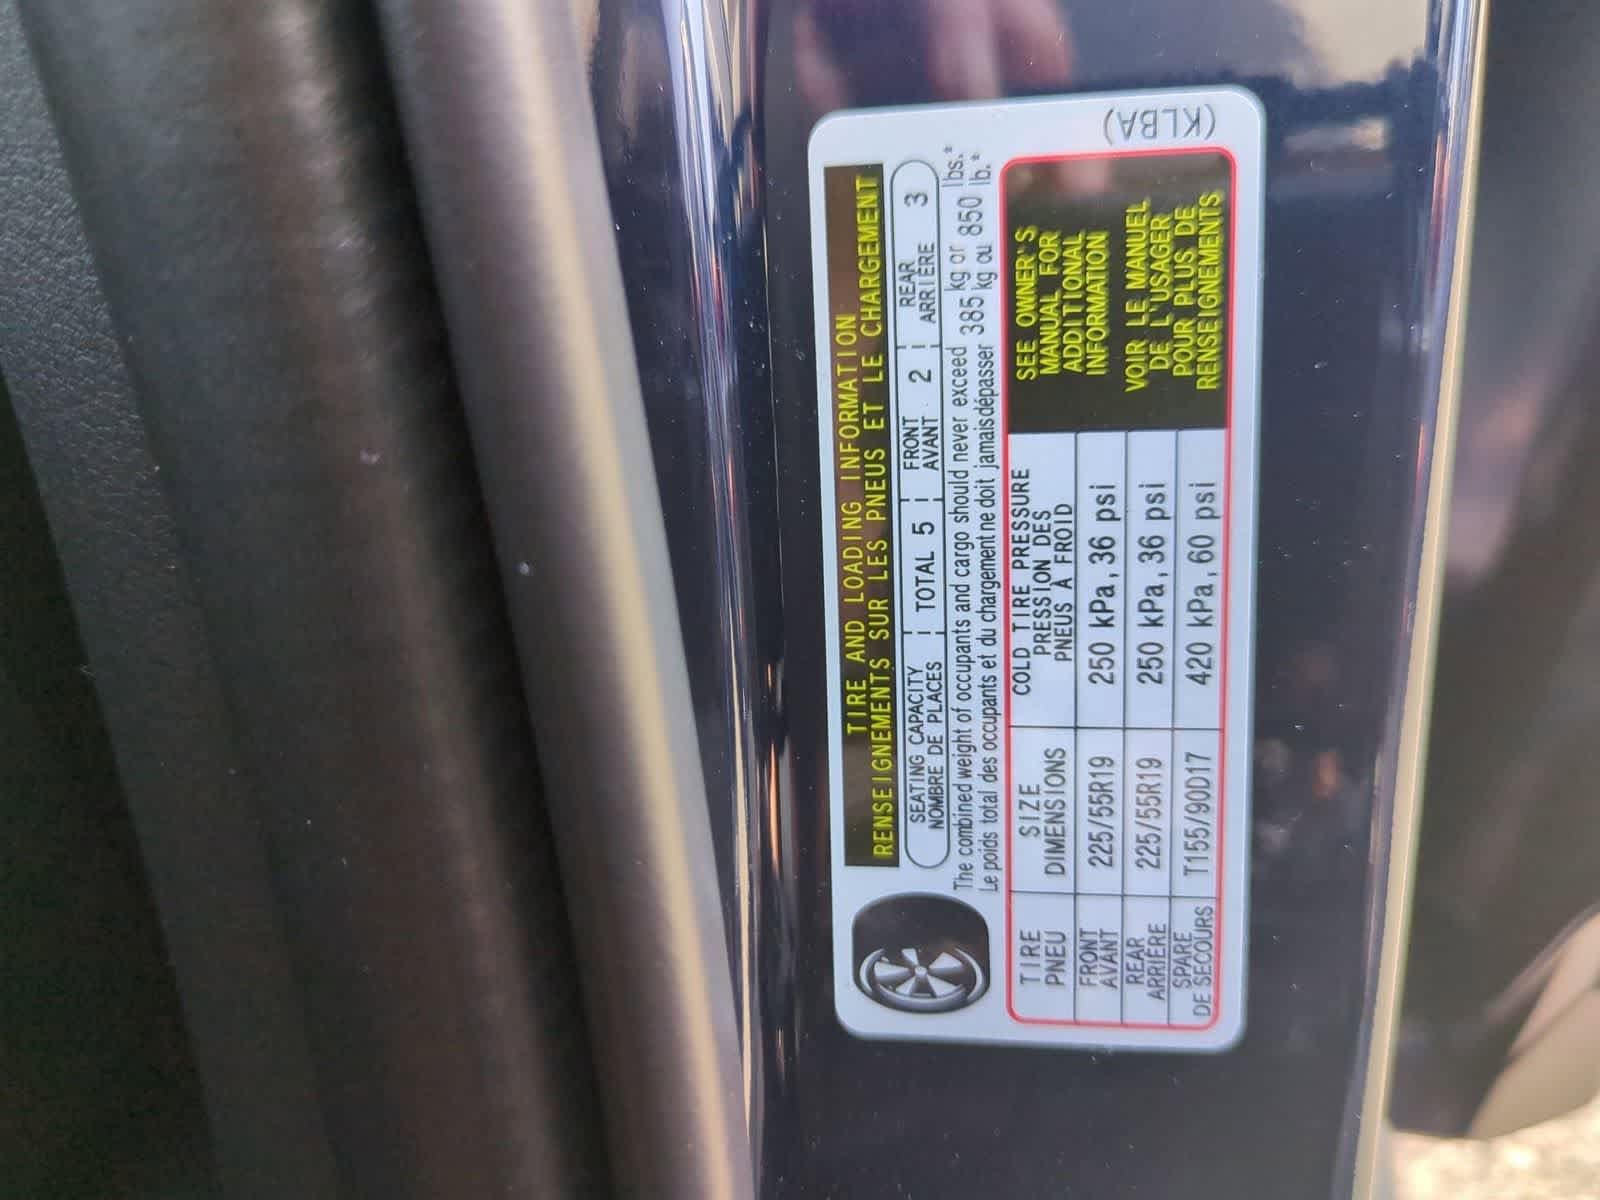 (KLBA)
TIRE AND LOADING INFORMATION
RENSEIGNEMENTS SUR LES PNEUS ET LE CHARGEMENT
SEATING CAPACITY TOTAL 5 FRONT 2 REAR 3
NOMBRE DE PLACES AVANT ARRIÈRE
The combined weight of occupants and cargo should never exceed 385 kg or 850 lbs.*
Le poids total des occupants et du chargement ne doit jamais dépasser 385 kg ou 850 lb.*
TIRE SIZE COLD TIRE PRESSURE
PNEU DIMENSIONS PRESSION DES
PNEUS À FROID
FRONT 225/55R19 250 kPa, 36 psi
AVANT
REAR 225/55R19 250 kPa, 36 psi
ARRIÈRE
SPARE T155/90D17 420 kPa, 60 psi
DE SECOURS
SEE OWNER'S
MANUAL FOR
ADDITIONAL
INFORMATION
VOIR LE MANUEL
DE L'USAGER
POUR PLUS DE
RENSEIGNEMENTS